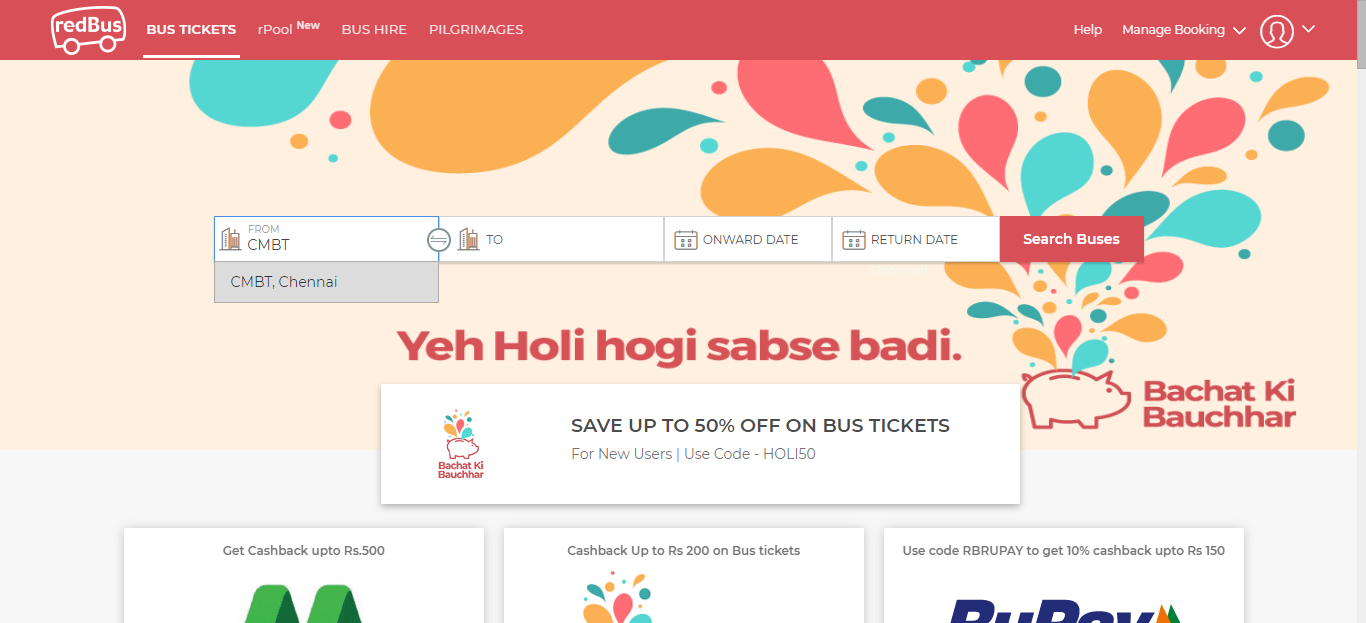 redBus
BUS TICKETS
rPool New
BUS HIRE
PILGRIMAGES
Help
Manage Booking
FROM
CMBT
TO
ONWARD DATE
RETURN DATE
Search Buses
CMBT, Chennai
Yeh Holi hogi sabse badi.
Bachat Ki
Bauchhar
SAVE UP TO 50% OFF ON BUS TICKETS
For New Users | Use Code - HOLI50
Bachat Ki
Bauchhar
Get Cashback upto Rs.500
Cashback Up to Rs 200 on Bus tickets
Use code RBRUPAY to get 10% cashback upto Rs 150
RuPay